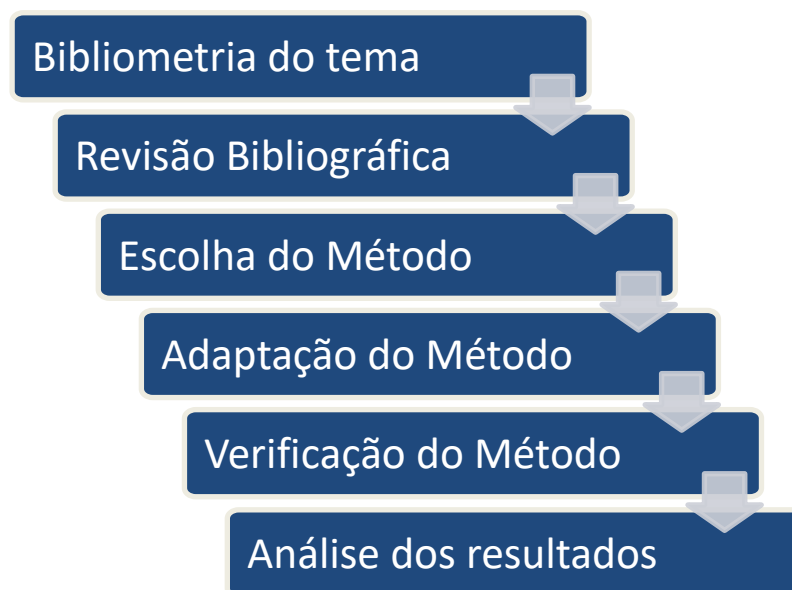 Bibliometria do tema
Revisão Bibliográfica
Escolha do Método
Adaptação do Método
Verificação do Método
Análise dos resultados